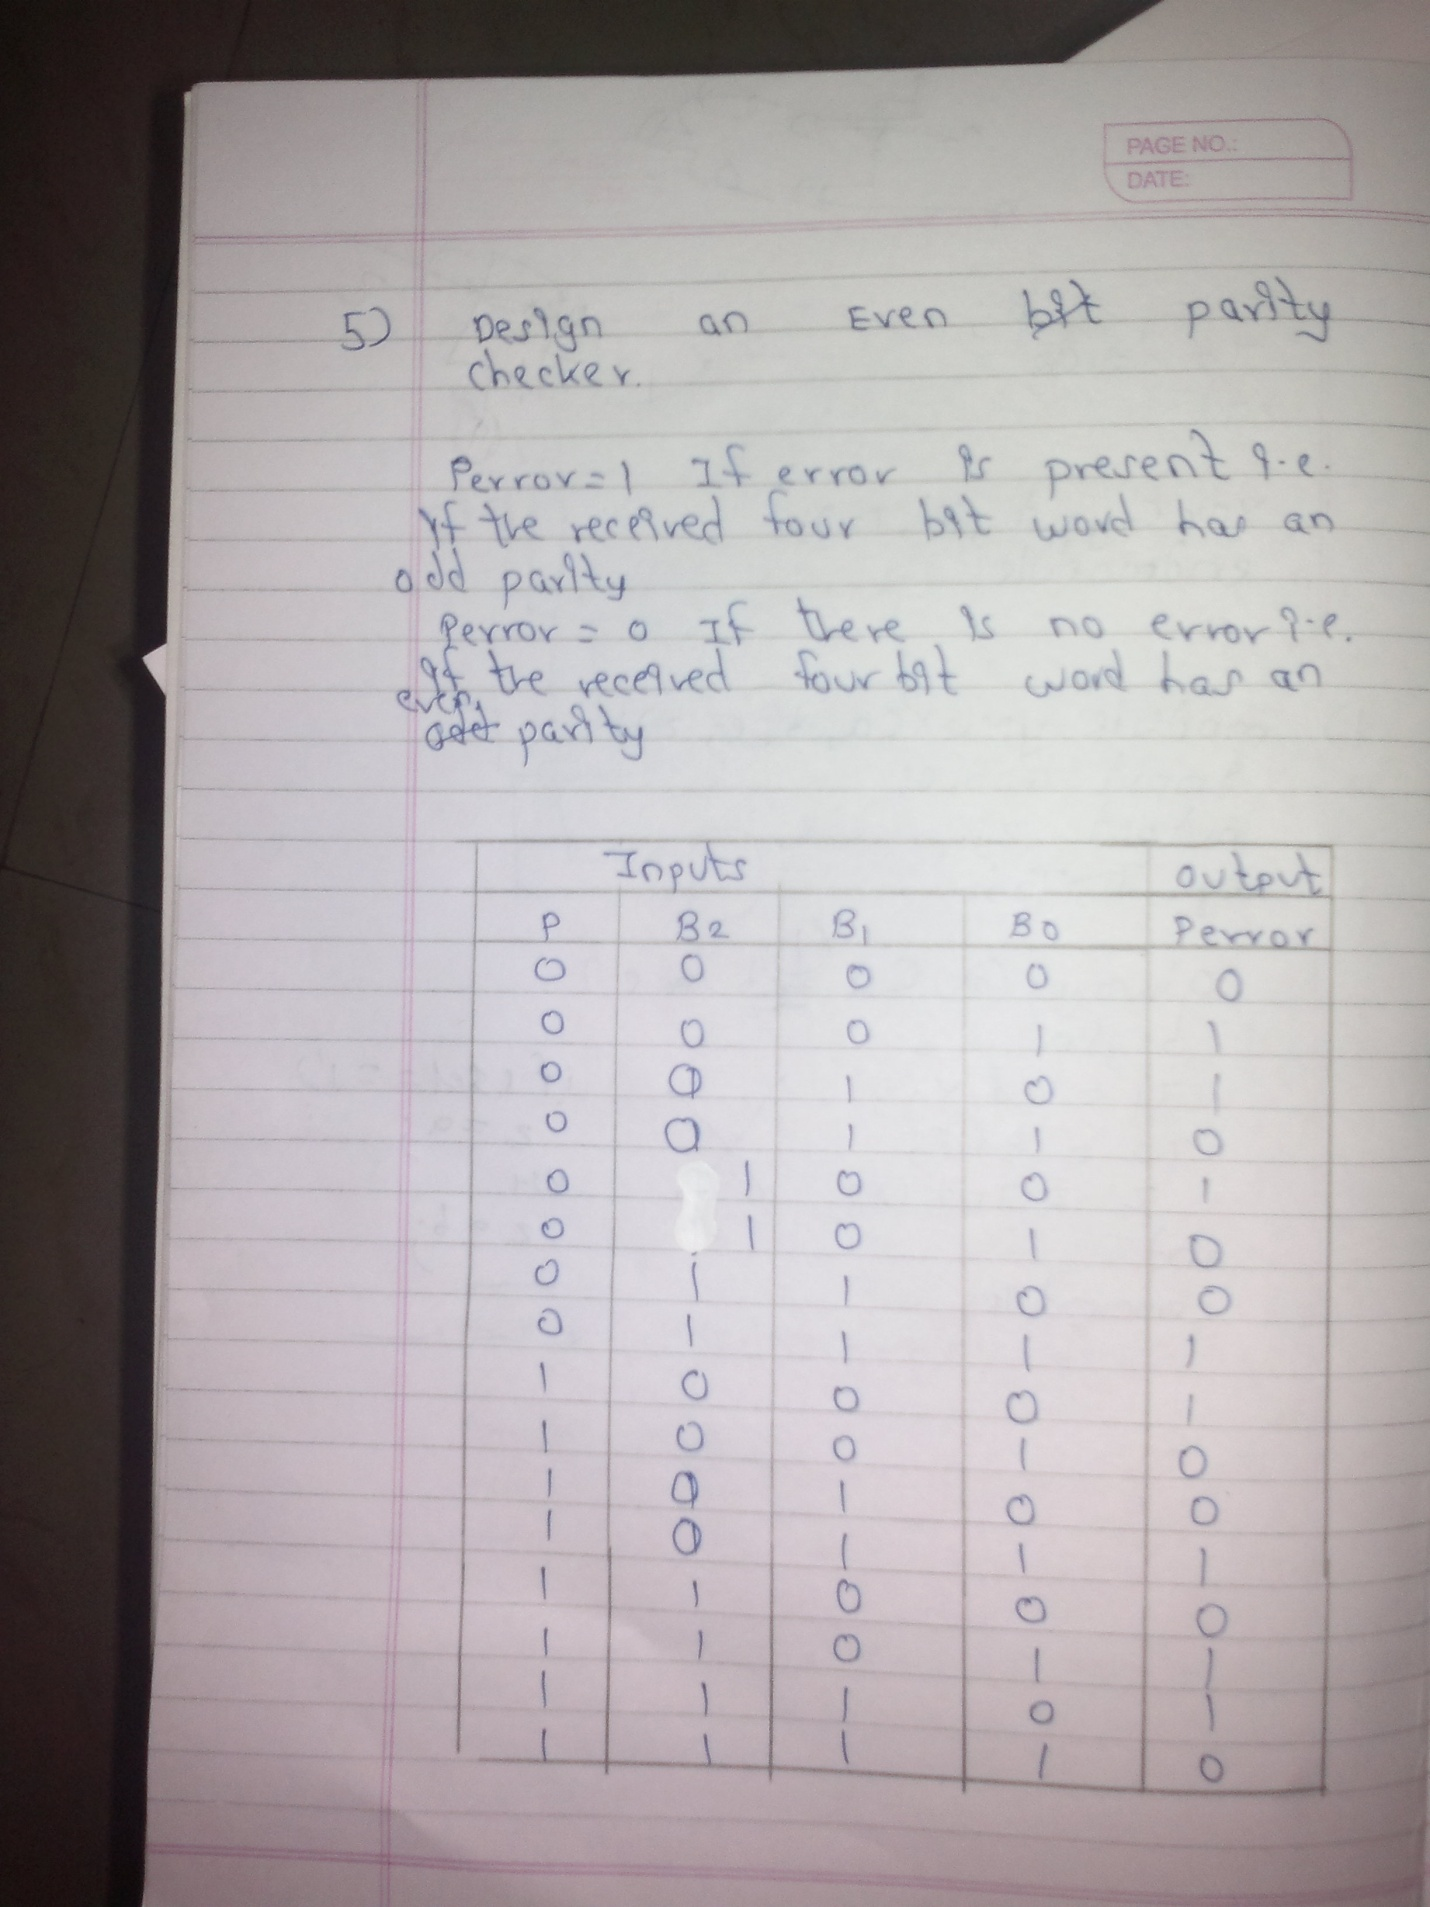 PAGE NO.:
DATE:
5) Design an Even bit parity
checker.
Perror=1 If error is present i.e.
if the received four bit word has an
odd parity
Perror = 0 If there is no error i.e.
if the received four bit word has an
even
odd parity
Inputs Output
P B2 B1 B0 Perror
0 0 0 0 0
0 0 0 1 1
0 0 1 0 1
0 0 1 1 0
0 1 0 0 1
0 1 0 1 0
0 1 1 0 0
0 1 1 1 1
1 0 0 0 1
1 0 0 1 0
1 0 1 0 0
1 0 1 1 1
1 1 0 0 0
1 1 0 1 1
1 1 1 0 1
1 1 1 1 0